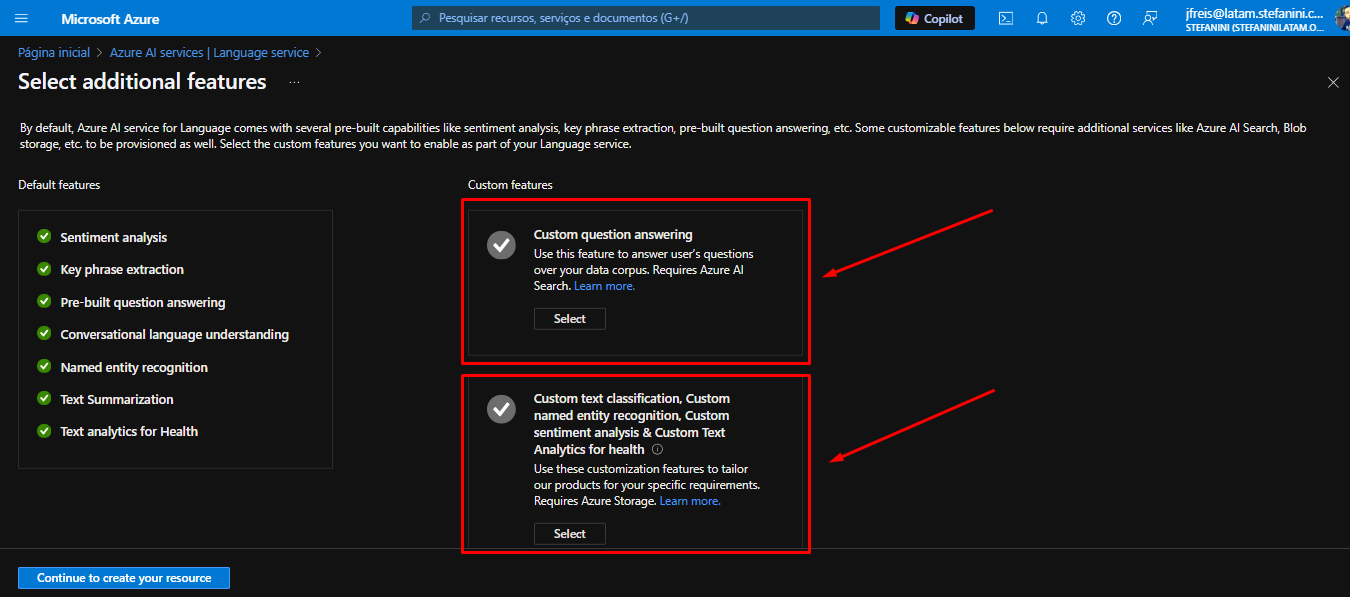 Microsoft Azure
Pesquisar recursos, serviços e documentos (G+/)
Copilot
jfreis@latam.stefanini.c...
STEFANINI (STEFANINILATAM.O...
Página inicial > Azure AI services | Language service >
Select additional features ...
By default, Azure AI service for Language comes with several pre-built capabilities like sentiment analysis, key phrase extraction, pre-built question answering, etc. Some customizable features below require additional services like Azure AI Search, Blob
storage, etc. to be provisioned as well. Select the custom features you want to enable as part of your Language service.
Default features
Sentiment analysis
Key phrase extraction
Pre-built question answering
Conversational language understanding
Named entity recognition
Text Summarization
Text analytics for Health
Custom features
Custom question answering
Use this feature to answer user's questions
over your data corpus. Requires Azure AI
Search. Learn more.
Select
Custom text classification, Custom
named entity recognition, Custom
sentiment analysis & Custom Text
Analytics for health
Use these customization features to tailor
our products for your specific requirements.
Requires Azure Storage. Learn more.
Select
Continue to create your resource